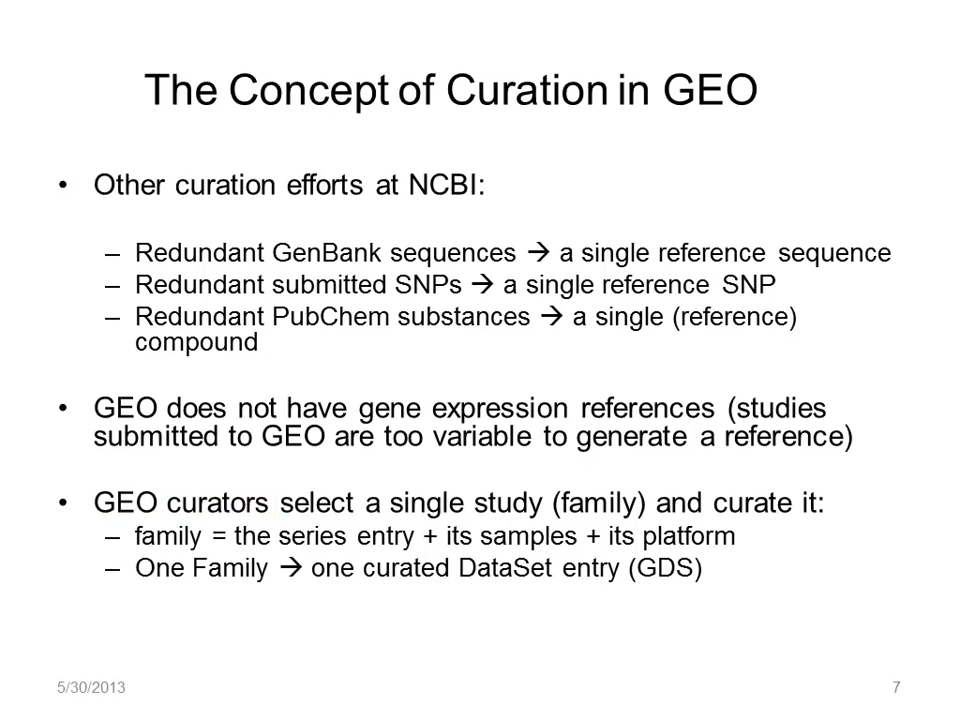 The Concept of Curation in GEO
• Other curation efforts at NCBI:
– Redundant GenBank sequences → a single reference sequence
– Redundant submitted SNPs → a single reference SNP
– Redundant PubChem substances → a single (reference)
compound
• GEO does not have gene expression references (studies
submitted to GEO are too variable to generate a reference)
• GEO curators select a single study (family) and curate it:
– family = the series entry + its samples + its platform
– One Family → one curated DataSet entry (GDS)
5/30/2013
7